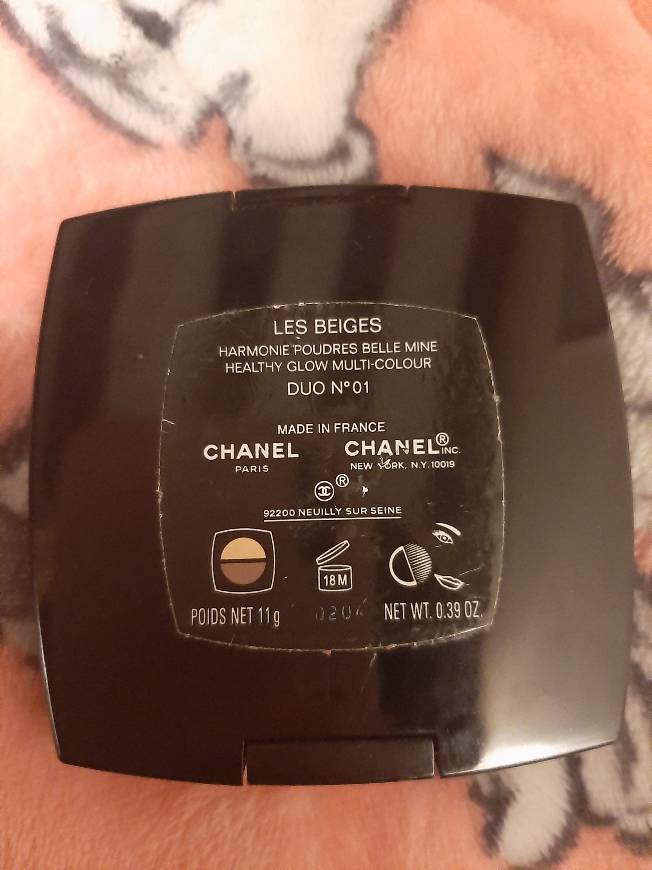 LES BEIGES
HARMONIE POUDRES BELLE MINE
HEALTHY GLOW MULTI-COLOUR
DUO N°01
MADE IN FRANCE
CHANEL CHANEL® INC.
PARIS NEW YORK, N.Y. 10019
®
92200 NEUILLY SUR SEINE
18M
POIDS NET 11g NET WT. 0.39 OZ.